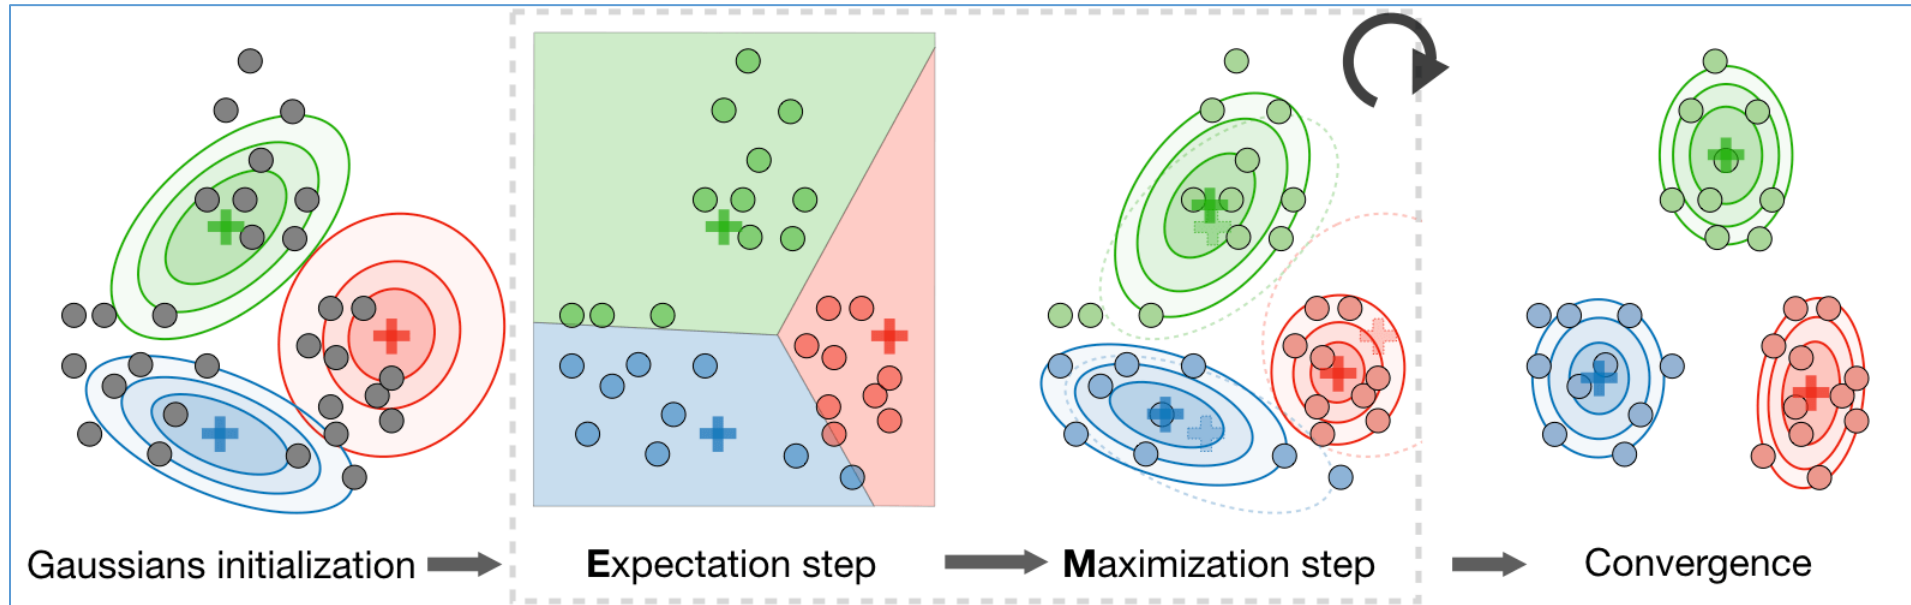 Gaussians initialization
Expectation step
Maximization step
Convergence